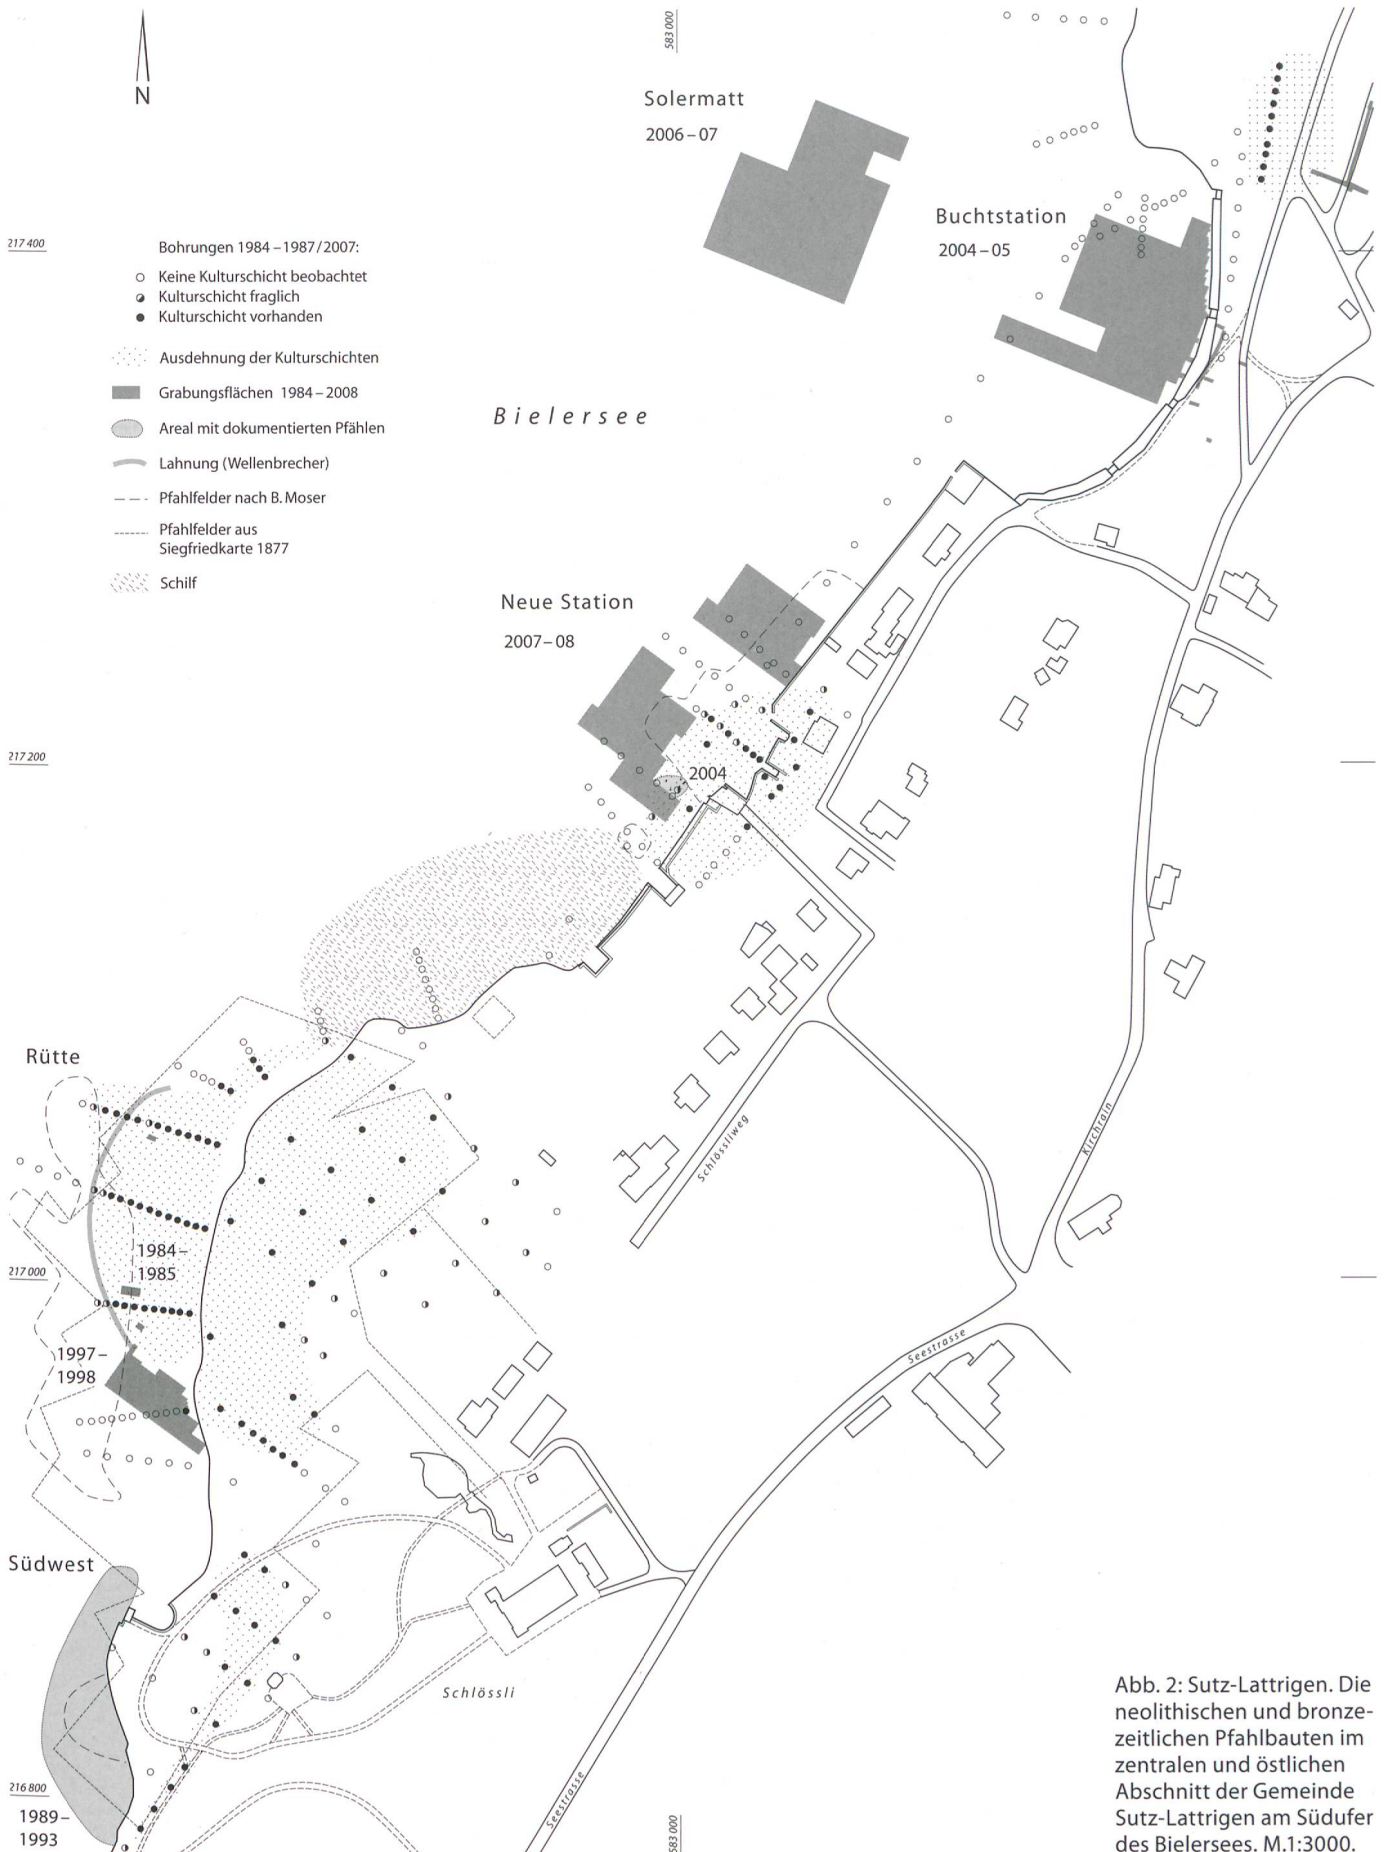 583 000
N
Solermatt
2006 – 07
Buchtstation
2004 – 05
217 400
Bohrungen 1984 – 1987/2007:
Keine Kulturschicht beobachtet
Kulturschicht fraglich
Kulturschicht vorhanden
Ausdehnung der Kulturschichten
Grabungsflächen 1984 – 2008
Areal mit dokumentierten Pfählen
Lahnung (Wellenbrecher)
Pfahlfelder nach B. Moser
Pfahlfelder aus
Siegfriedkarte 1877
Schilf
Bielersee
Neue Station
2007 – 08
217 200
2004
Rütte
Schlössliweg
Kirchrain
1984 –
1985
217 000
1997 –
1998
Seestrasse
Südwest
Schlössli
216 800
1989 –
1993
Seestrasse
583 000
Abb. 2: Sutz-Lattrigen. Die
neolithischen und bronze-
zeitlichen Pfahlbauten im
zentralen und östlichen
Abschnitt der Gemeinde
Sutz-Lattrigen am Südufer
des Bielersees. M.1:3000.